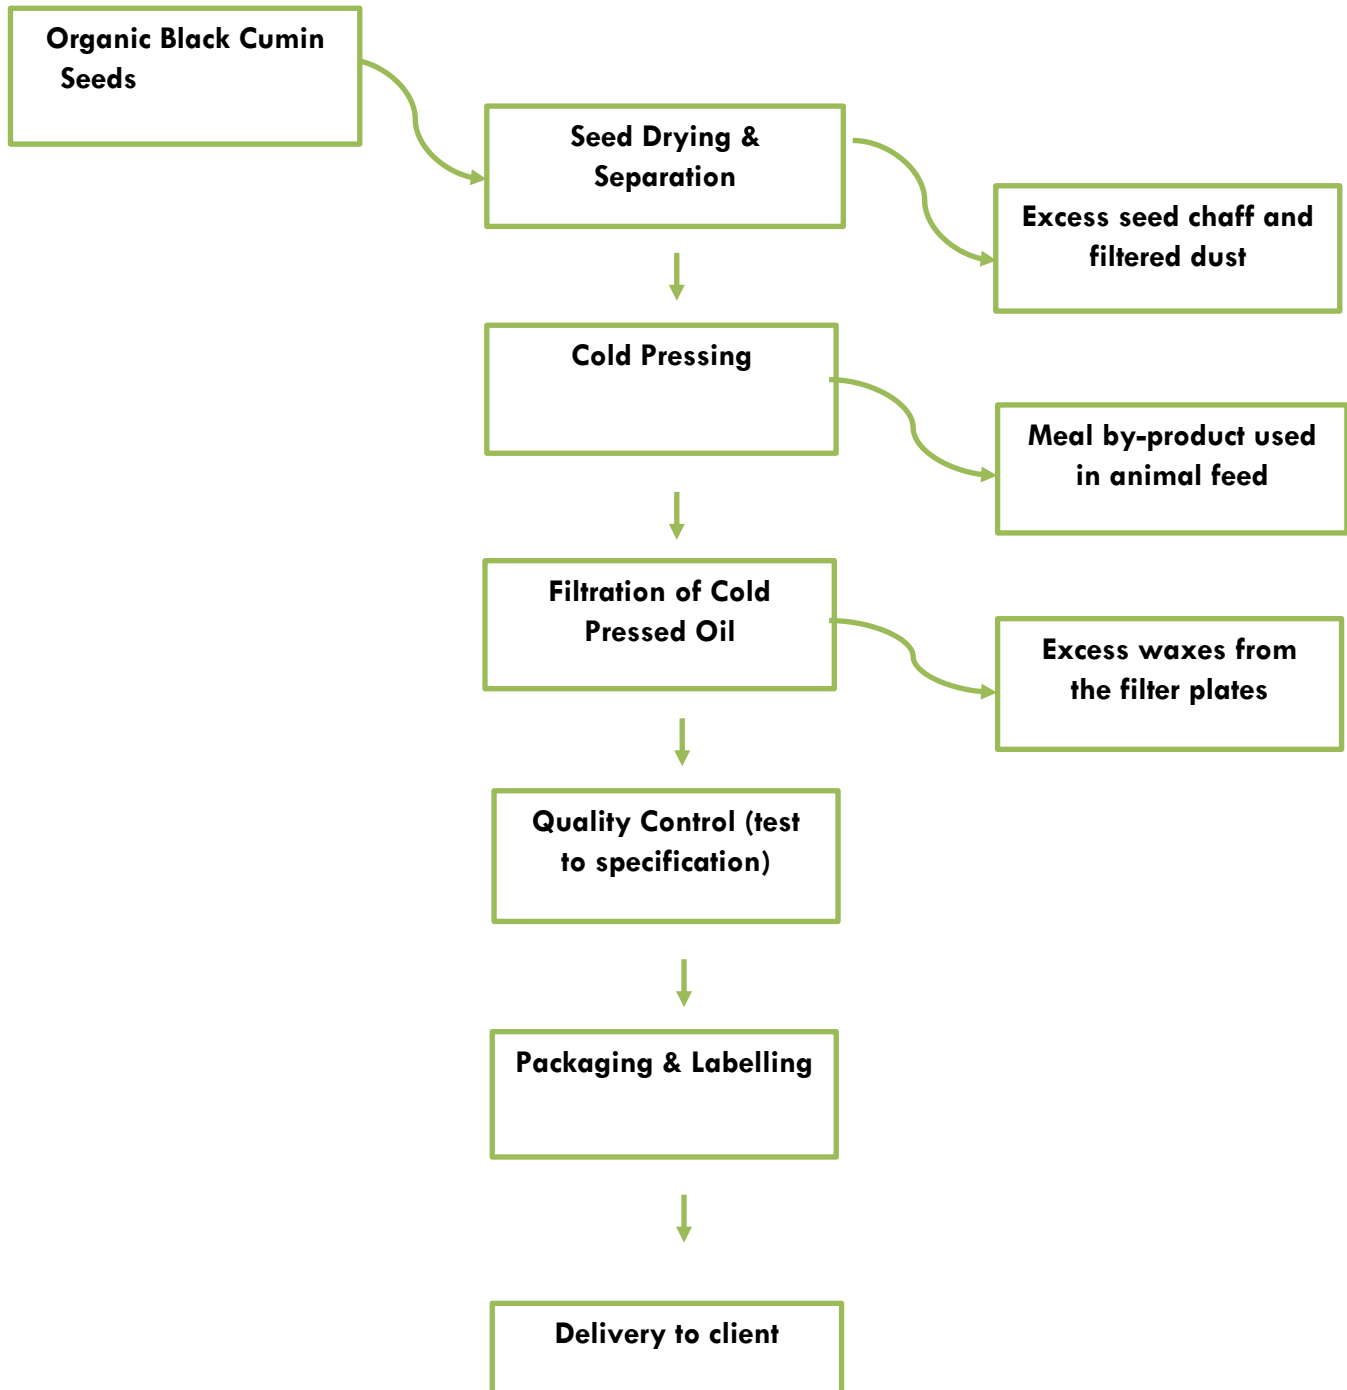 Organic Black Cumin
Seeds
Seed Drying &
Separation
Excess seed chaff and
filtered dust
Cold Pressing
Meal by-product used
in animal feed
Filtration of Cold
Pressed Oil
Excess waxes from
the filter plates
Quality Control (test
to specification)
Packaging & Labelling
Delivery to client